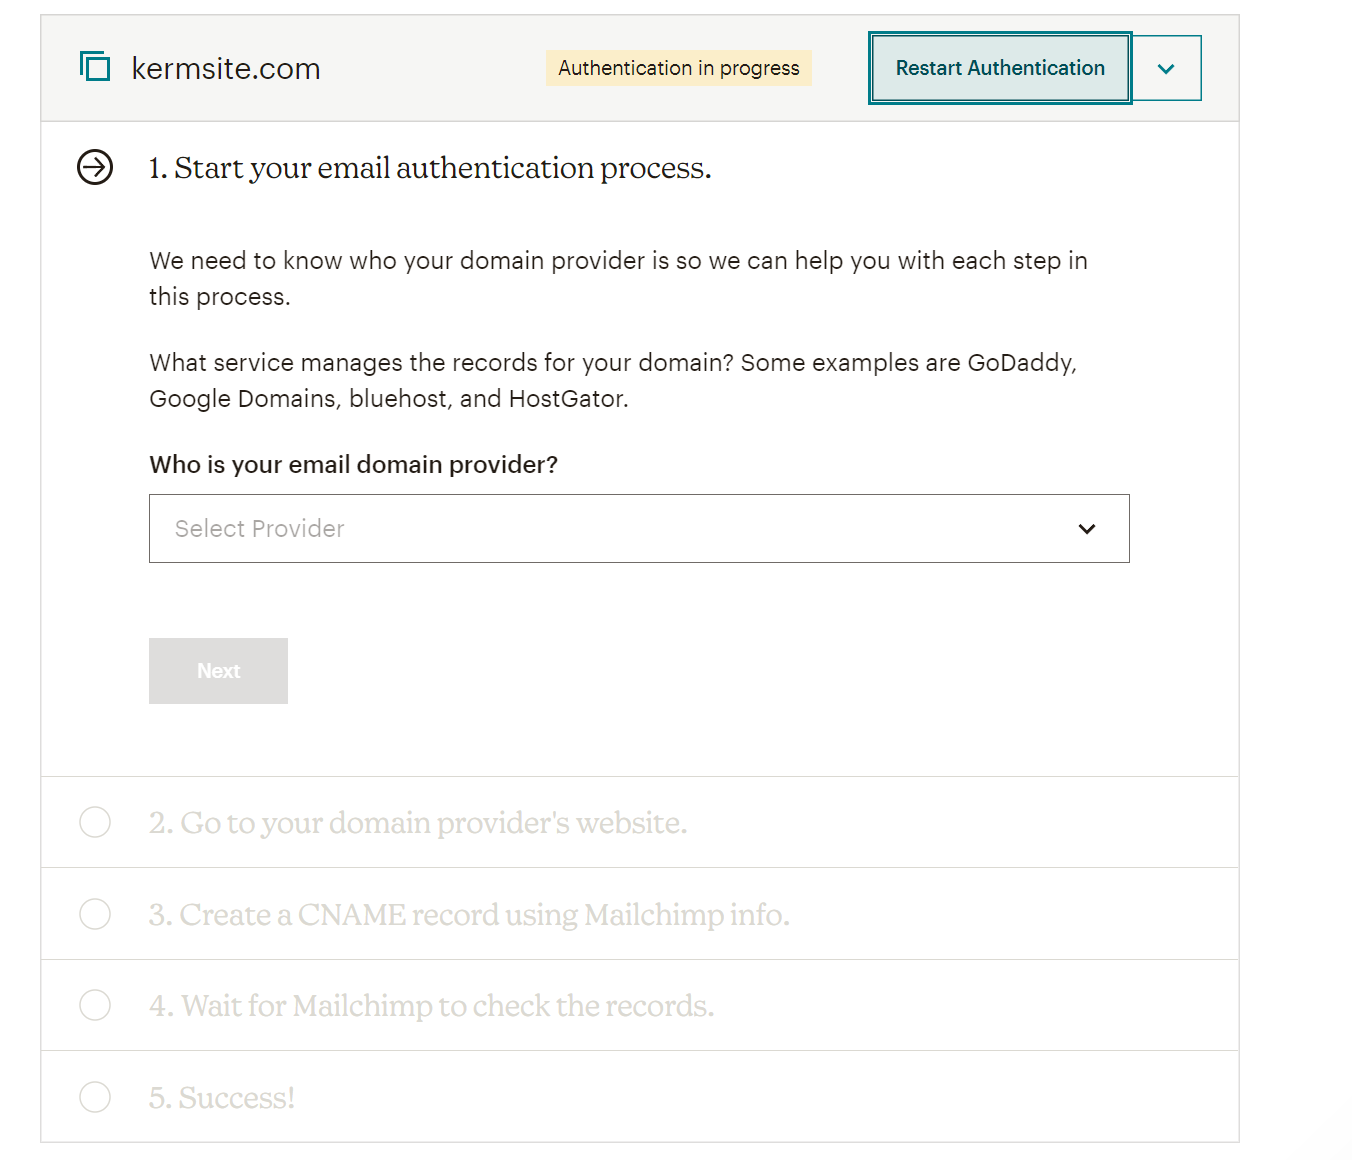 kermsite.com
Authentication in progress
Restart Authentication
1. Start your email authentication process.
We need to know who your domain provider is so we can help you with each step in
this process.
What service manages the records for your domain? Some examples are GoDaddy,
Google Domains, bluehost, and HostGator.
Who is your email domain provider?
Select Provider
Next
2. Go to your domain provider's website.
3. Create a CNAME record using Mailchimp info.
4. Wait for Mailchimp to check the records.
5. Success!